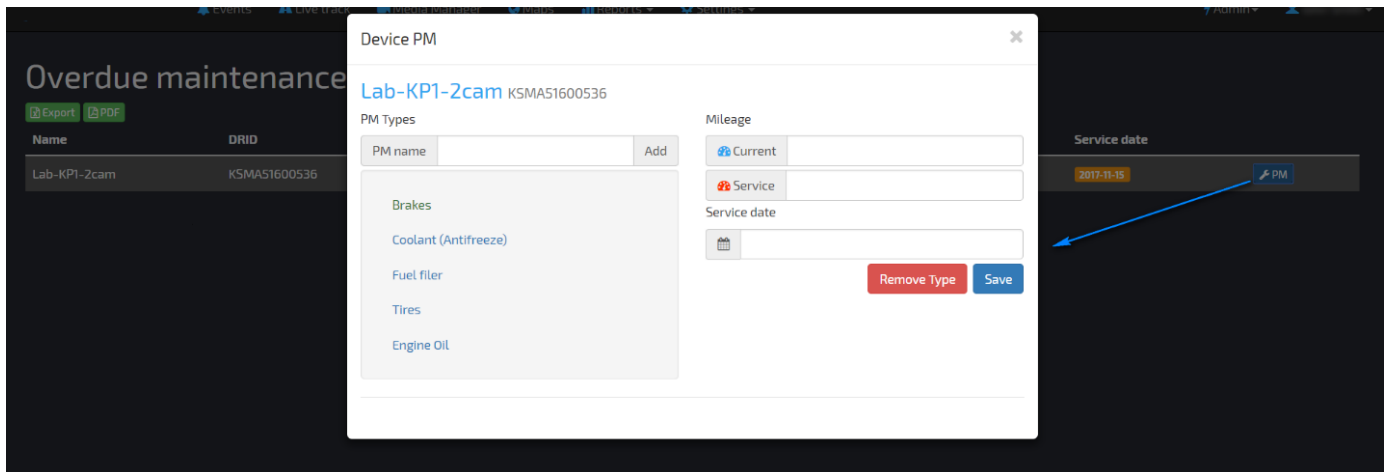 Events Live track Media Manager Maps Reports Settings Admin
Device PM ×
Overdue maintenance
Export PDF
Name DRID Service date
Lab-KP1-2cam KSMA51600536 2017-11-15 PM
Lab-KP1-2cam KSMA51600536
PM Types
PM name Add
Brakes
Coolant (Antifreeze)
Fuel filer
Tires
Engine Oil
Mileage
Current
Service
Service date
Remove Type Save